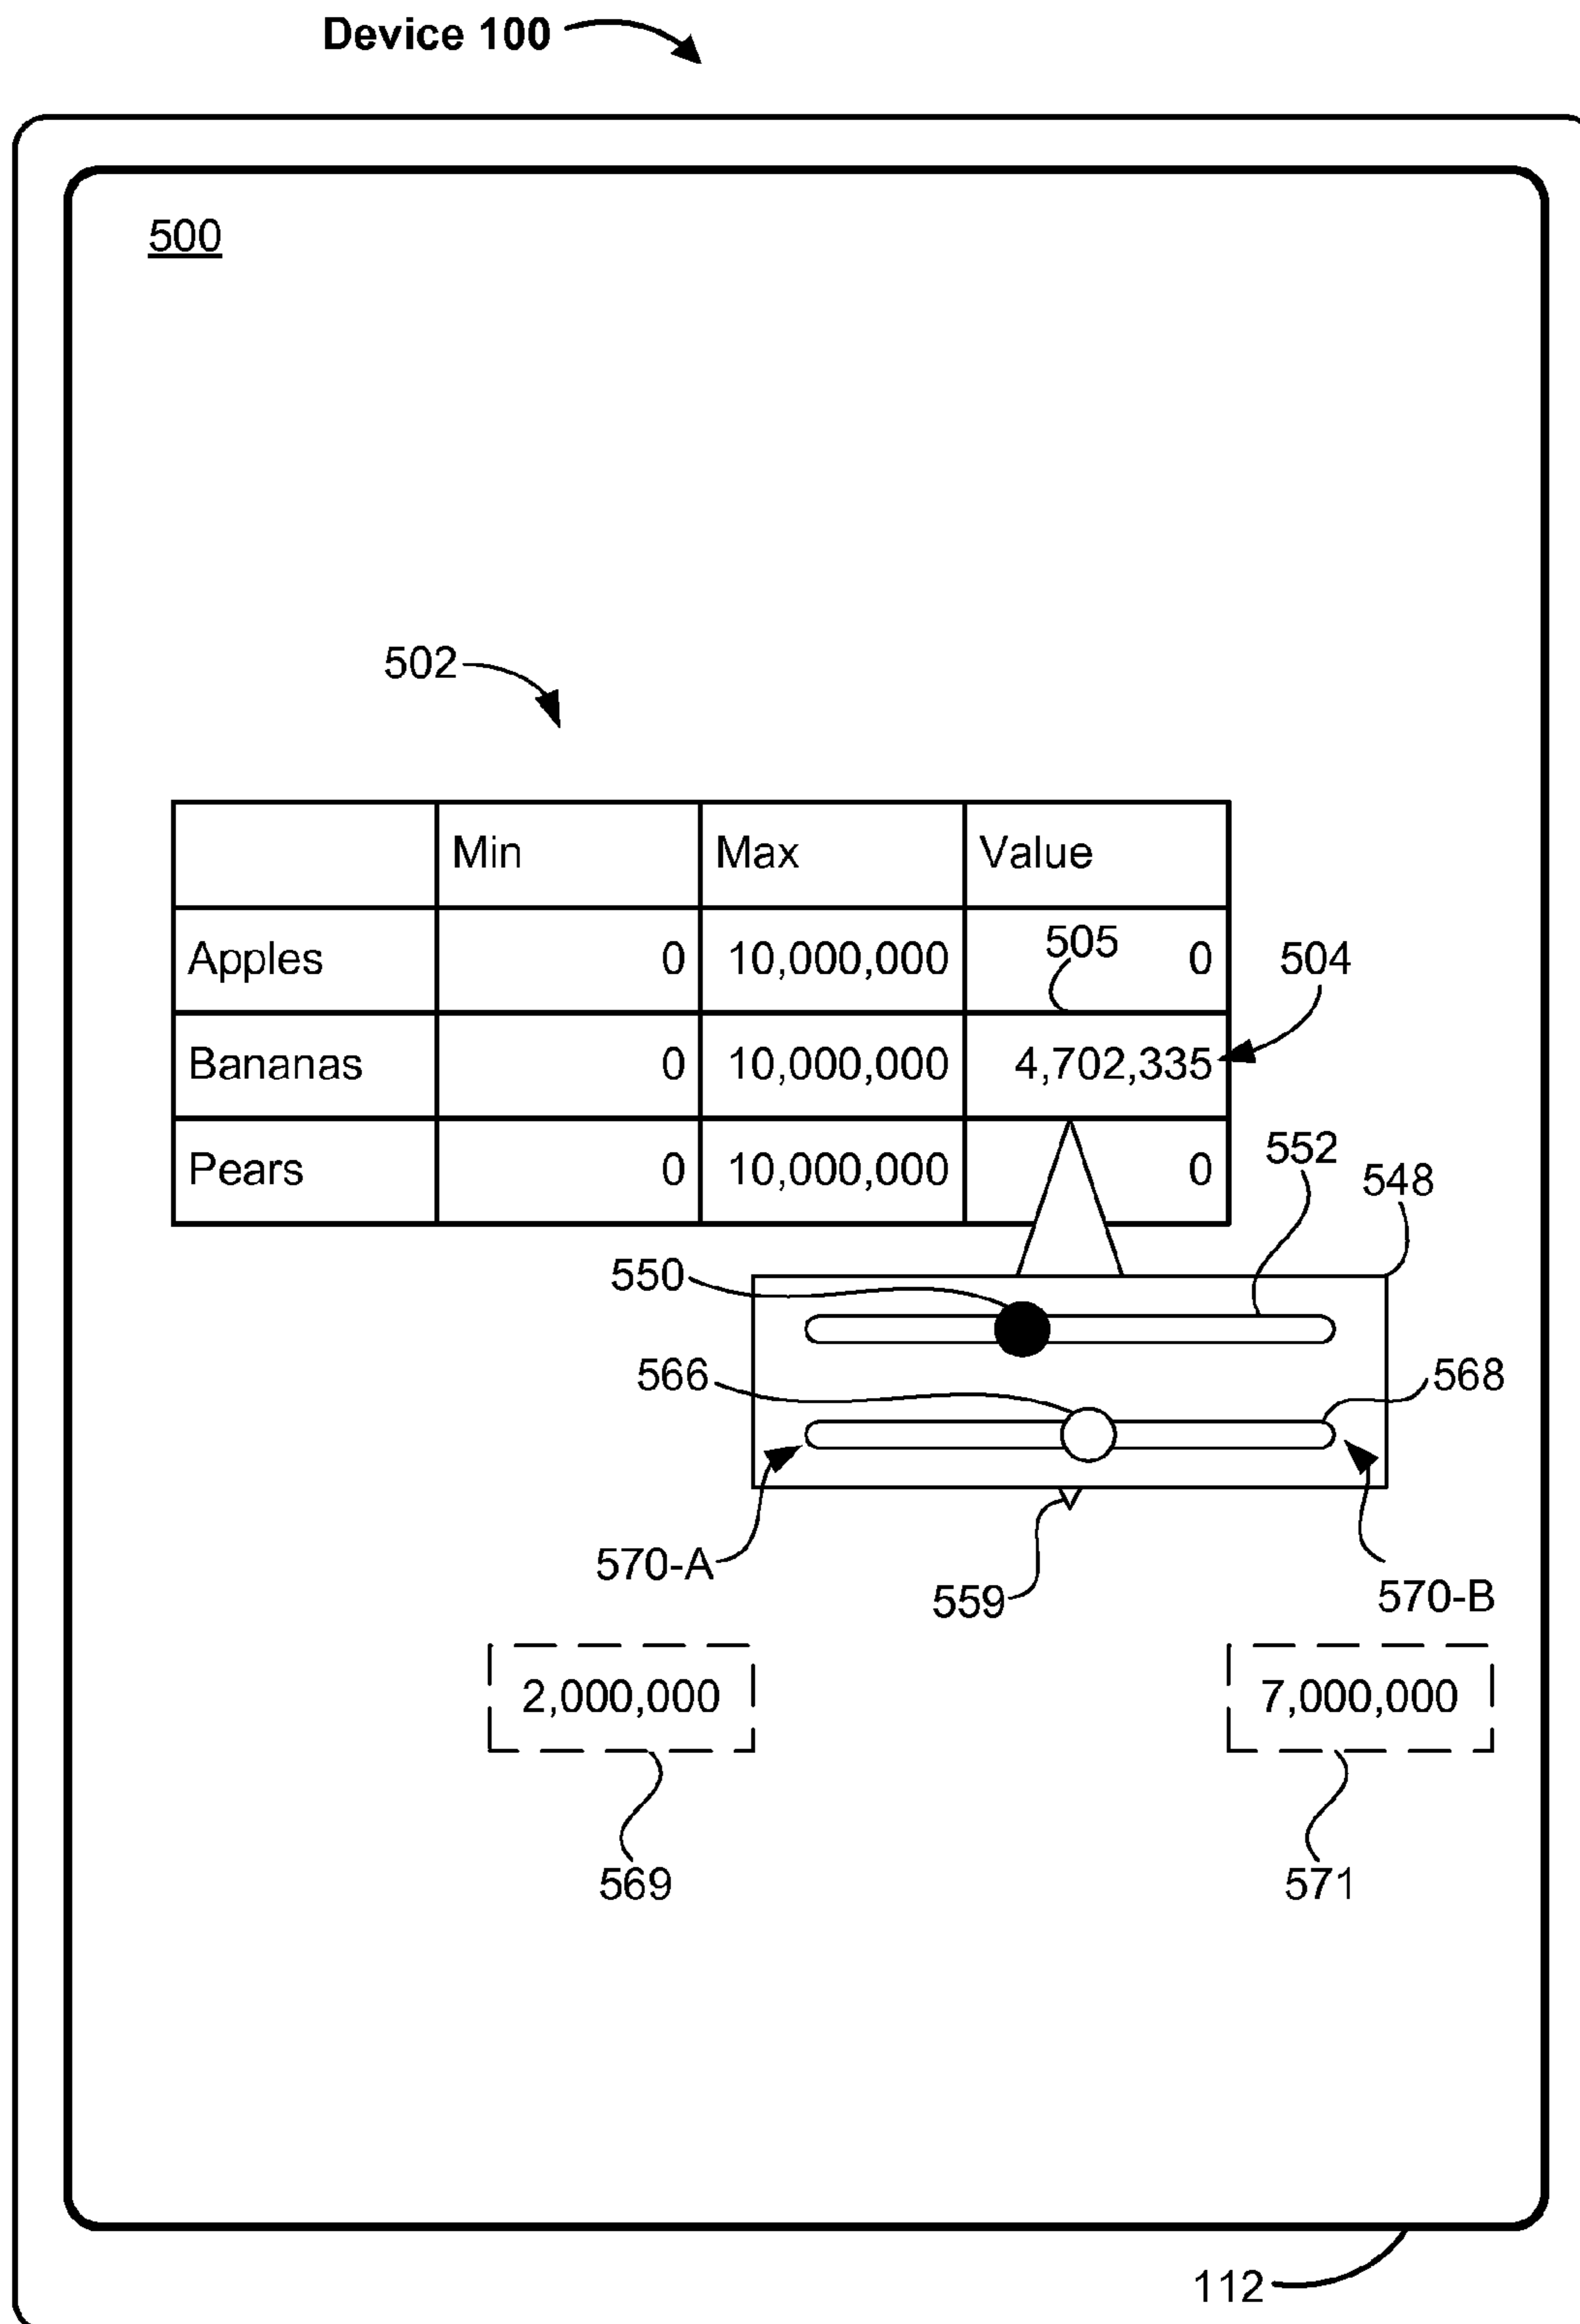 Device 100
500
502
Min Max Value
Apples 0 10,000,000 505 0 504
Bananas 0 10,000,000 4,702,335
Pears 0 10,000,000 0
552
548
550
566
568
570-A
559
570-B
2,000,000 7,000,000
569 571
112